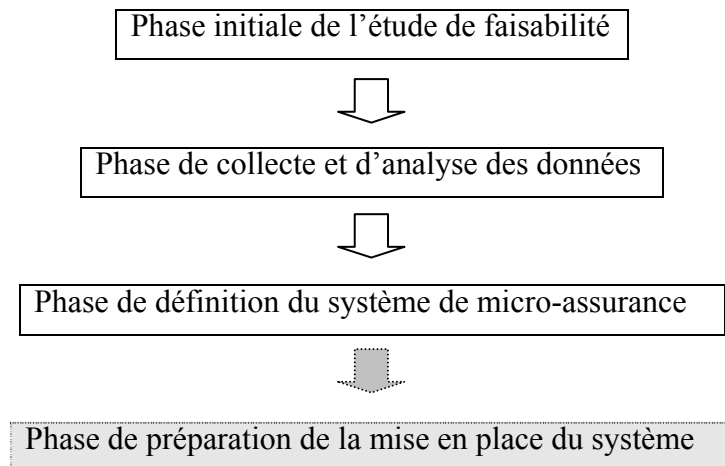 Phase initiale de l’étude de faisabilité
Phase de collecte et d’analyse des données
Phase de définition du système de micro-assurance
Phase de préparation de la mise en place du système